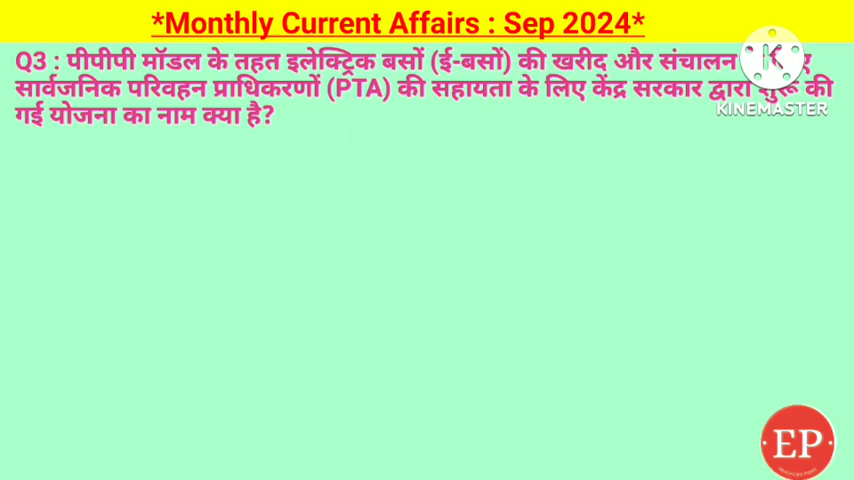 *Monthly Current Affairs : Sep 2024*
Q3 : पीपीपी मॉडल के तहत इलेक्ट्रिक बसों (ई-बसों) की खरीद और संचालन
सार्वजनिक परिवहन प्राधिकरणों (PTA) की सहायता के लिए केंद्र सरकार द्वारा शुरू की
गई योजना का नाम क्या है?
K
KINEMASTER
EP